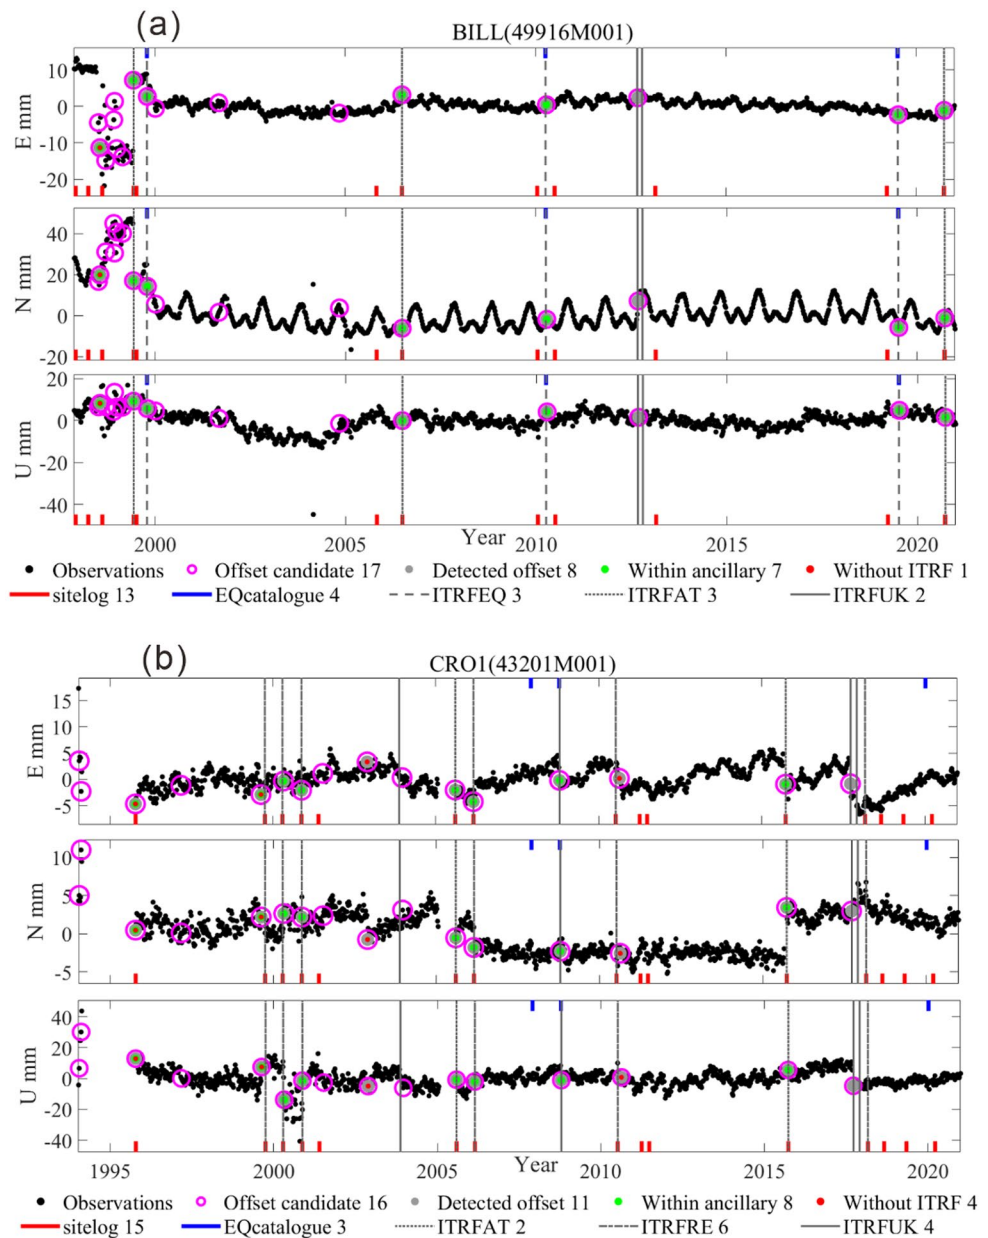 (a)
BILL(49916M001)
E mm
10
0
-10
-20
N mm
40
20
0
-20
U mm
20
0
-20
-40
2000
2005
Year
2010
2015
2020
Observations Offset candidate 17 Detected offset 8 Within ancillary 7 Without ITRF 1
sitelog 13 EQcatalogue 4 ITRFEQ 3 ITRFAT 3 ITRFUK 2
(b)
CRO1(43201M001)
E mm
15
10
5
0
-5
N mm
10
5
0
-5
U mm
40
20
0
-20
-40
1995
2000
2005
Year
2010
2015
2020
Observations Offset candidate 16 Detected offset 11 Within ancillary 8 Without ITRF 4
sitelog 15 EQcatalogue 3 ITRFAT 2 ITRFRE 6 ITRFUK 4